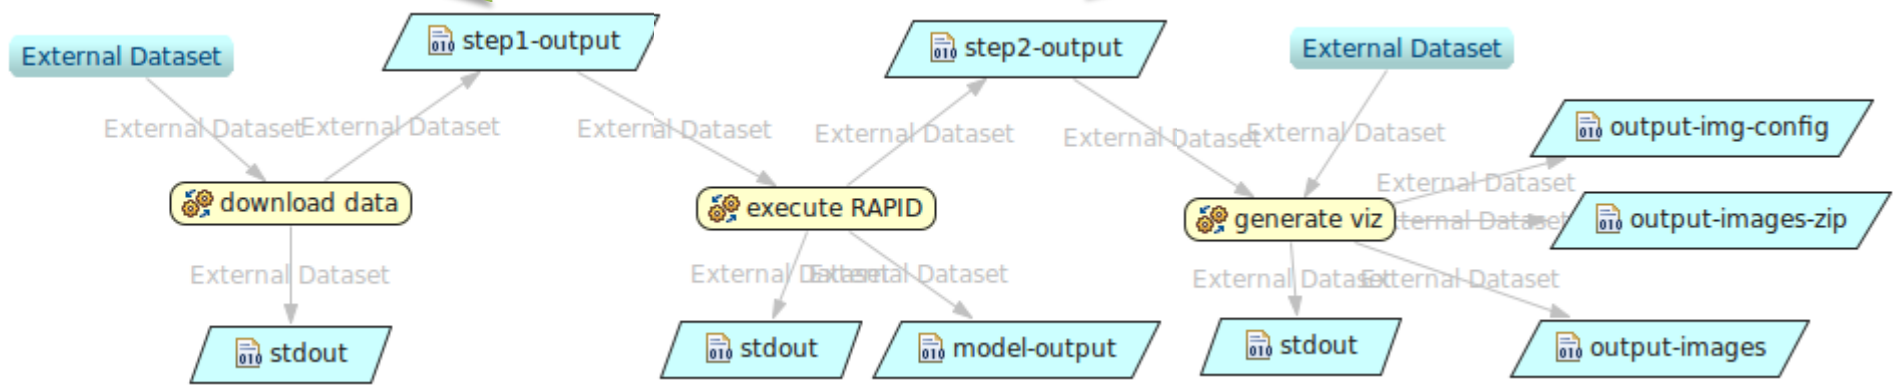 External Dataset
step1-output
step2-output
External Dataset
External Dataset
External Dataset
External Dataset
External Dataset
External Dataset
External Dataset
output-img-config
download data
execute RAPID
generate viz
External Dataset
output-images-zip
External Dataset
External Dataset
External Dataset
External Dataset
External Dataset
stdout
stdout
model-output
stdout
output-images